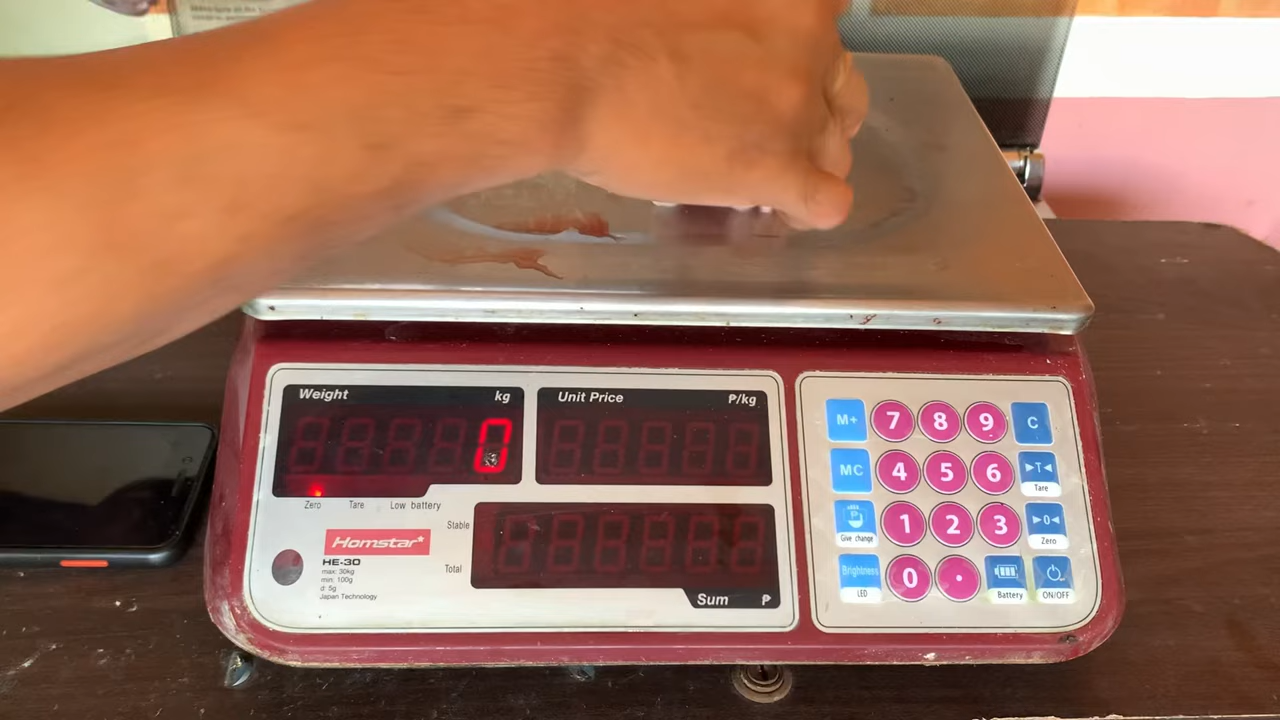 Weight kg
0
Unit Price ₱/kg
Zero Tare Low battery
Stable
Total
Sum ₱
Homstar
HE-30
max: 30kg
min: 100g
d: 5g
Japan Technology
M+ 7 8 9 C
MC 4 5 6 ►T◄
Tare
1 2 3 ►0◄
Give change
Zero
Brightness 0 .
LED
Battery
ON/OFF